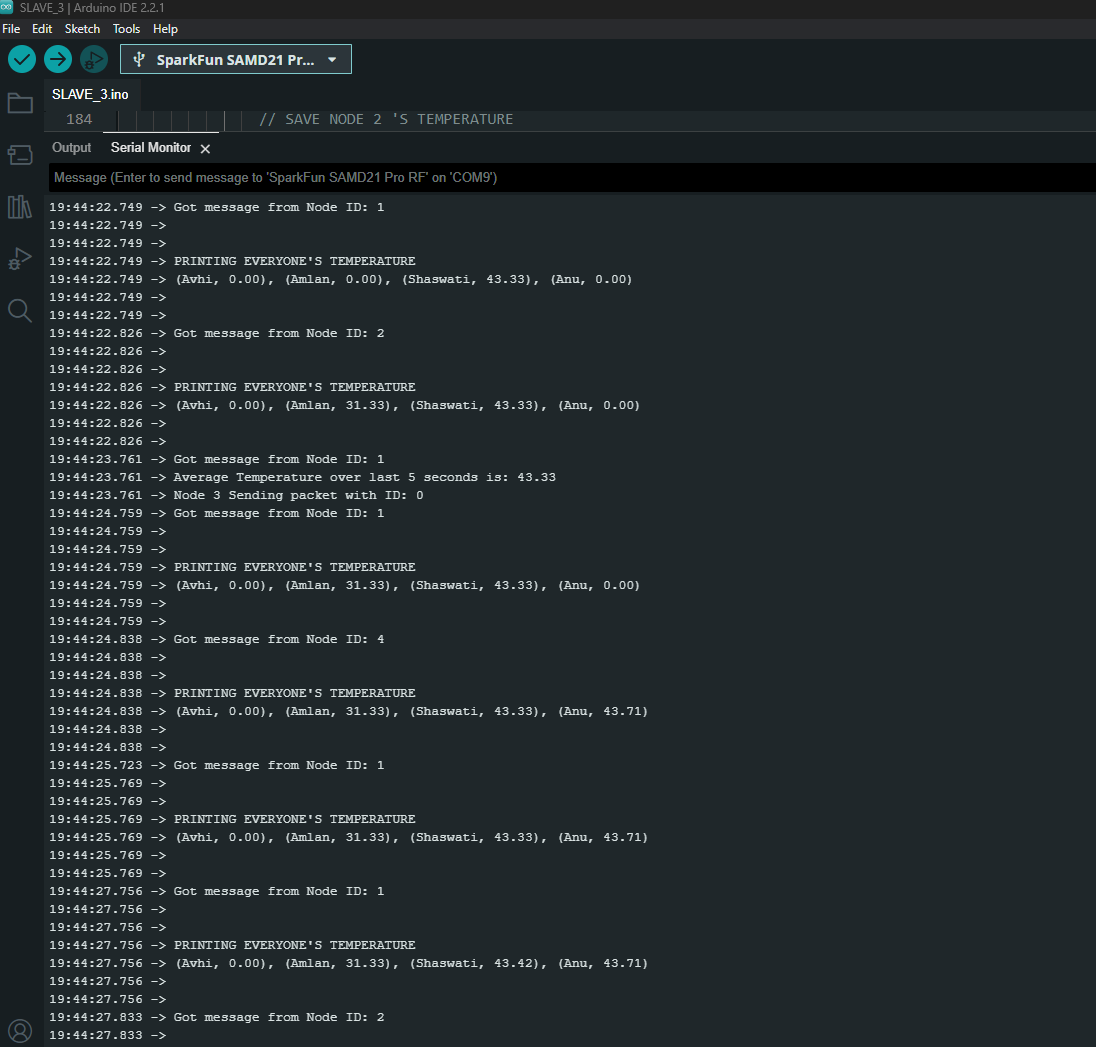 SLAVE_3 | Arduino IDE 2.2.1
File Edit Sketch Tools Help
SparkFun SAMD21 Pr...
SLAVE_3.ino
184 // SAVE NODE 2 'S TEMPERATURE
Output Serial Monitor
Message (Enter to send message to 'SparkFun SAMD21 Pro RF' on 'COM9')
19:44:22.749 -> Got message from Node ID: 1
19:44:22.749 ->
19:44:22.749 ->
19:44:22.749 -> PRINTING EVERYONE'S TEMPERATURE
19:44:22.749 -> (Avhi, 0.00), (Amlan, 0.00), (Shaswati, 43.33), (Anu, 0.00)
19:44:22.749 ->
19:44:22.749 ->
19:44:22.826 -> Got message from Node ID: 2
19:44:22.826 ->
19:44:22.826 ->
19:44:22.826 -> PRINTING EVERYONE'S TEMPERATURE
19:44:22.826 -> (Avhi, 0.00), (Amlan, 31.33), (Shaswati, 43.33), (Anu, 0.00)
19:44:22.826 ->
19:44:22.826 ->
19:44:23.761 -> Got message from Node ID: 1
19:44:23.761 -> Average Temperature over last 5 seconds is: 43.33
19:44:23.761 -> Node 3 Sending packet with ID: 0
19:44:24.759 -> Got message from Node ID: 1
19:44:24.759 ->
19:44:24.759 ->
19:44:24.759 -> PRINTING EVERYONE'S TEMPERATURE
19:44:24.759 -> (Avhi, 0.00), (Amlan, 31.33), (Shaswati, 43.33), (Anu, 0.00)
19:44:24.759 ->
19:44:24.759 ->
19:44:24.838 -> Got message from Node ID: 4
19:44:24.838 ->
19:44:24.838 ->
19:44:24.838 -> PRINTING EVERYONE'S TEMPERATURE
19:44:24.838 -> (Avhi, 0.00), (Amlan, 31.33), (Shaswati, 43.33), (Anu, 43.71)
19:44:24.838 ->
19:44:24.838 ->
19:44:25.723 -> Got message from Node ID: 1
19:44:25.769 ->
19:44:25.769 ->
19:44:25.769 -> PRINTING EVERYONE'S TEMPERATURE
19:44:25.769 -> (Avhi, 0.00), (Amlan, 31.33), (Shaswati, 43.33), (Anu, 43.71)
19:44:25.769 ->
19:44:25.769 ->
19:44:27.756 -> Got message from Node ID: 1
19:44:27.756 ->
19:44:27.756 ->
19:44:27.756 -> PRINTING EVERYONE'S TEMPERATURE
19:44:27.756 -> (Avhi, 0.00), (Amlan, 31.33), (Shaswati, 43.42), (Anu, 43.71)
19:44:27.756 ->
19:44:27.756 ->
19:44:27.833 -> Got message from Node ID: 2
19:44:27.833 ->